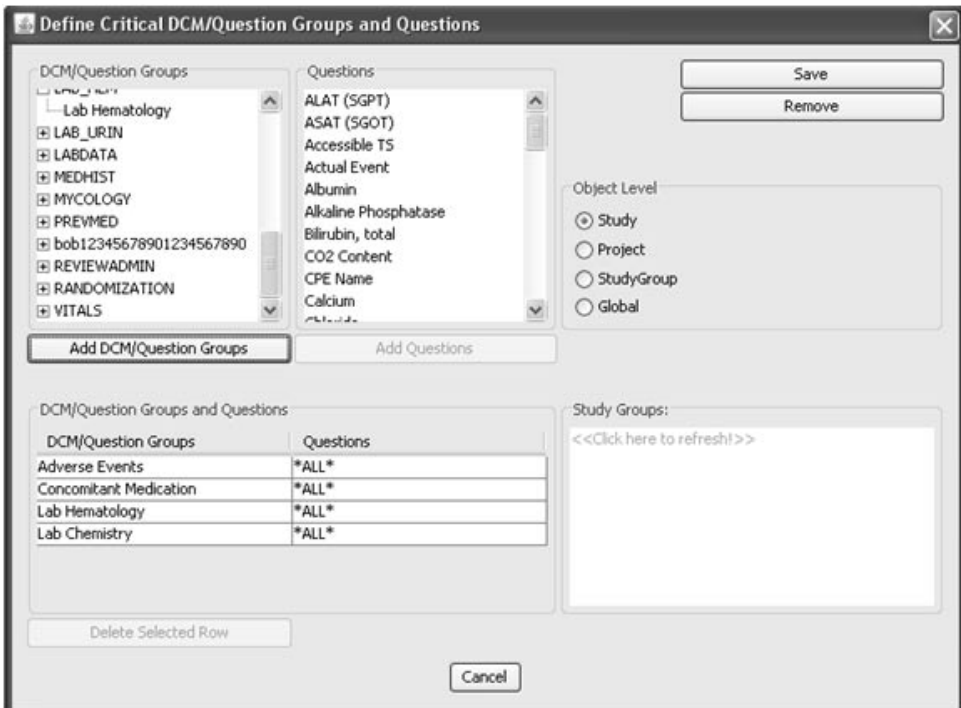 Define Critical DCM/Question Groups and Questions
DCM/Question Groups
Lab Hematology
LAB_URIN
LABDATA
MEDHIST
MYCOLOGY
PREVMED
bob12345678901234567890
REVIEWADMIN
RANDOMIZATION
VITALS
Add DCM/Question Groups
Questions
ALAT (SGPT)
ASAT (SGOT)
Accessible TS
Actual Event
Albumin
Alkaline Phosphatase
Bilirubin, total
CO2 Content
CPE Name
Calcium
Add Questions
Save
Remove
Object Level
Study
Project
StudyGroup
Global
DCM/Question Groups and Questions
DCM/Question Groups Questions
Adverse Events *ALL*
Concomitant Medication *ALL*
Lab Hematology *ALL*
Lab Chemistry *ALL*
Delete Selected Row
Study Groups:
<<Click here to refresh!>>
Cancel